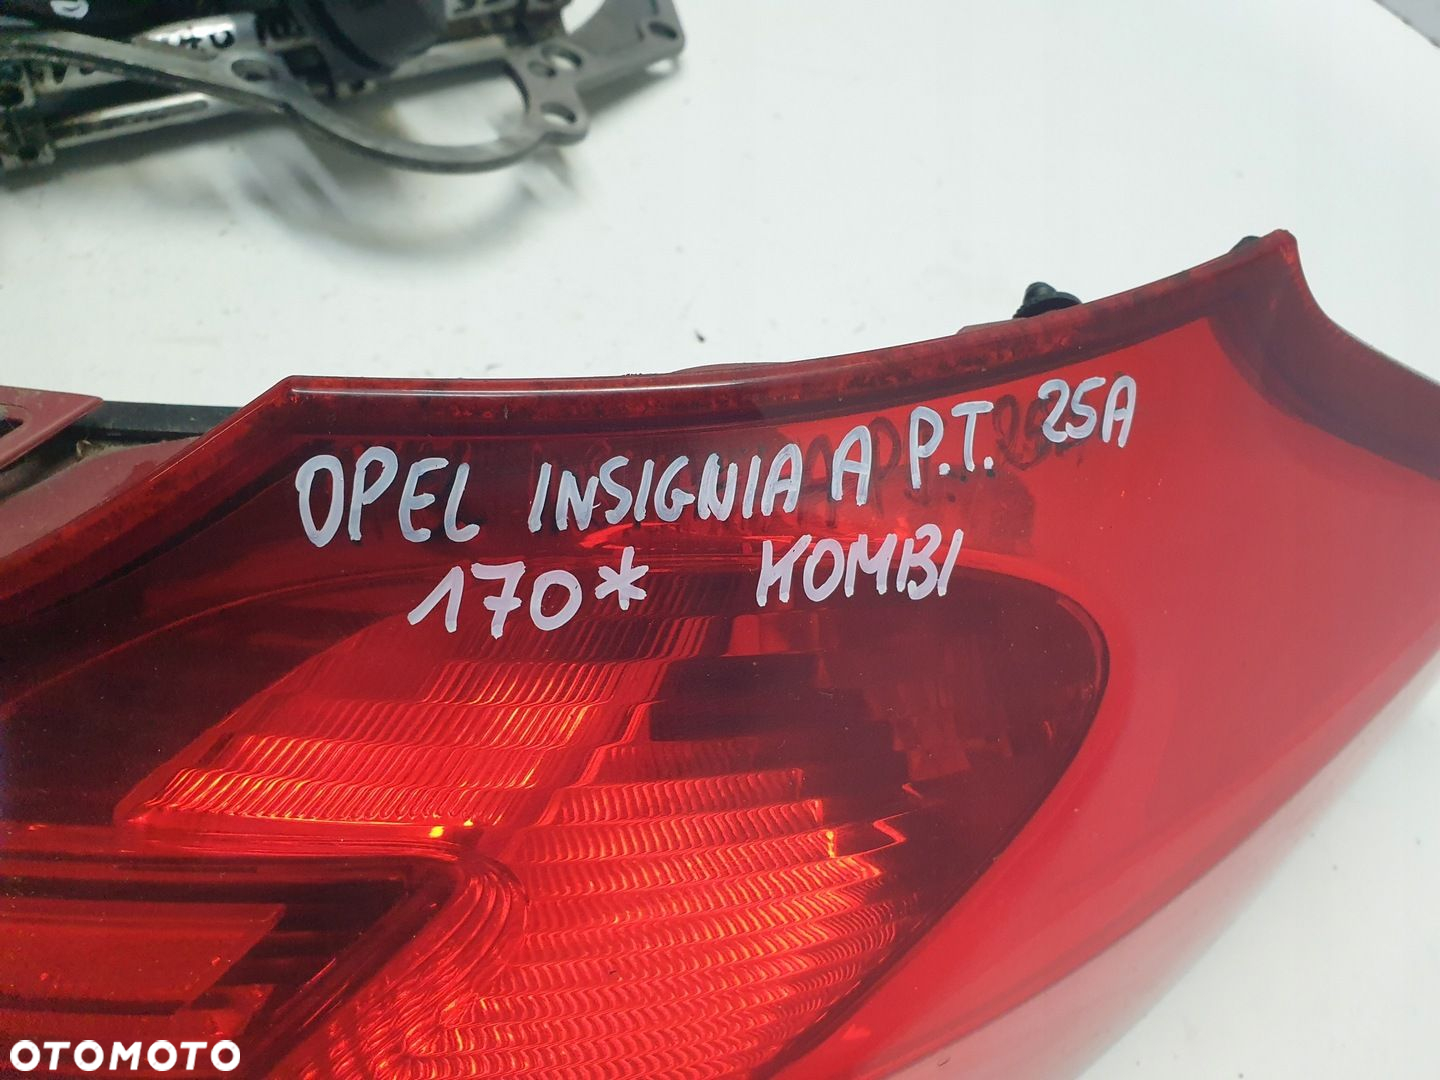 OPEL INSIGNIA A P.T. 25A
170* KOMBI
OTOMOTO